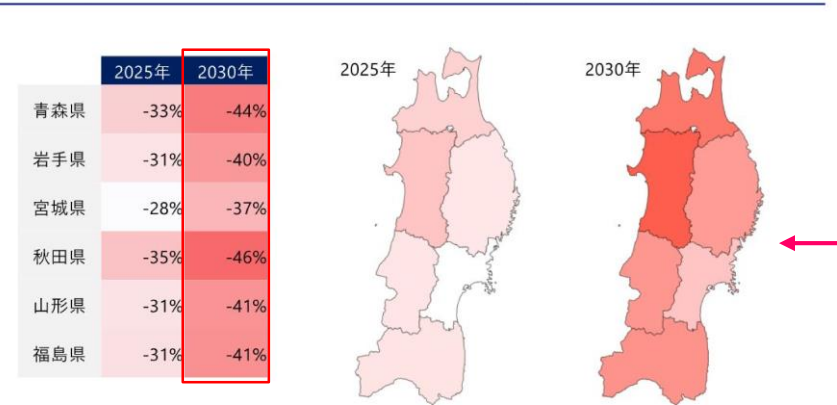 2025年 2030年
青森県 -33% -44%
岩手県 -31% -40%
宮城県 -28% -37%
秋田県 -35% -46%
山形県 -31% -41%
福島県 -31% -41%
2025年
2030年